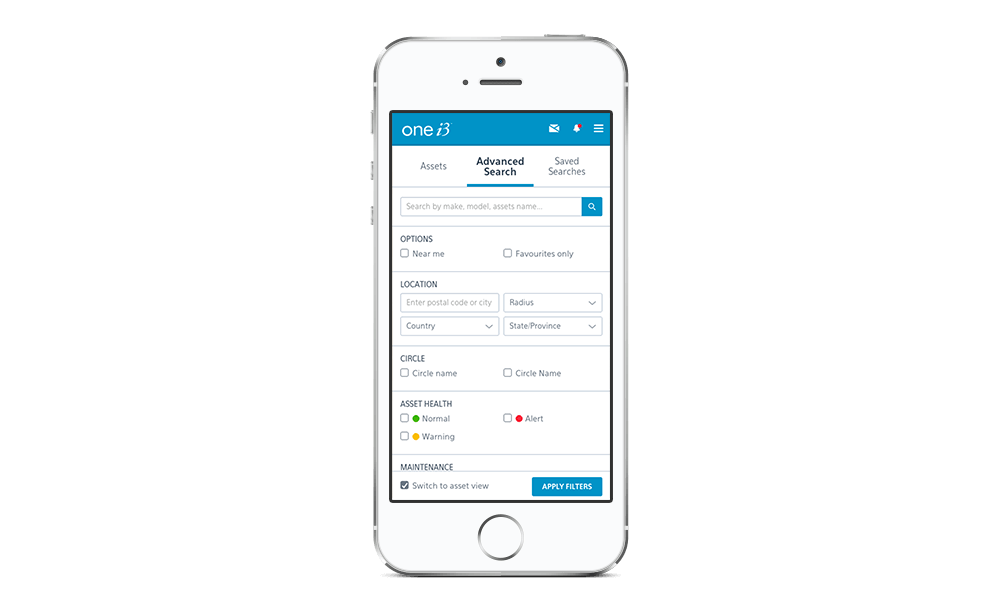 one i3
Assets
Advanced
Search
Saved
Searches
Search by make, model, assets name...
OPTIONS
Near me
Favourites only
LOCATION
Enter postal code or city
Radius
Country
State/Province
CIRCLE
Circle name
Circle Name
ASSET HEALTH
Normal
Alert
Warning
MAINTENANCE
Switch to asset view
APPLY FILTERS